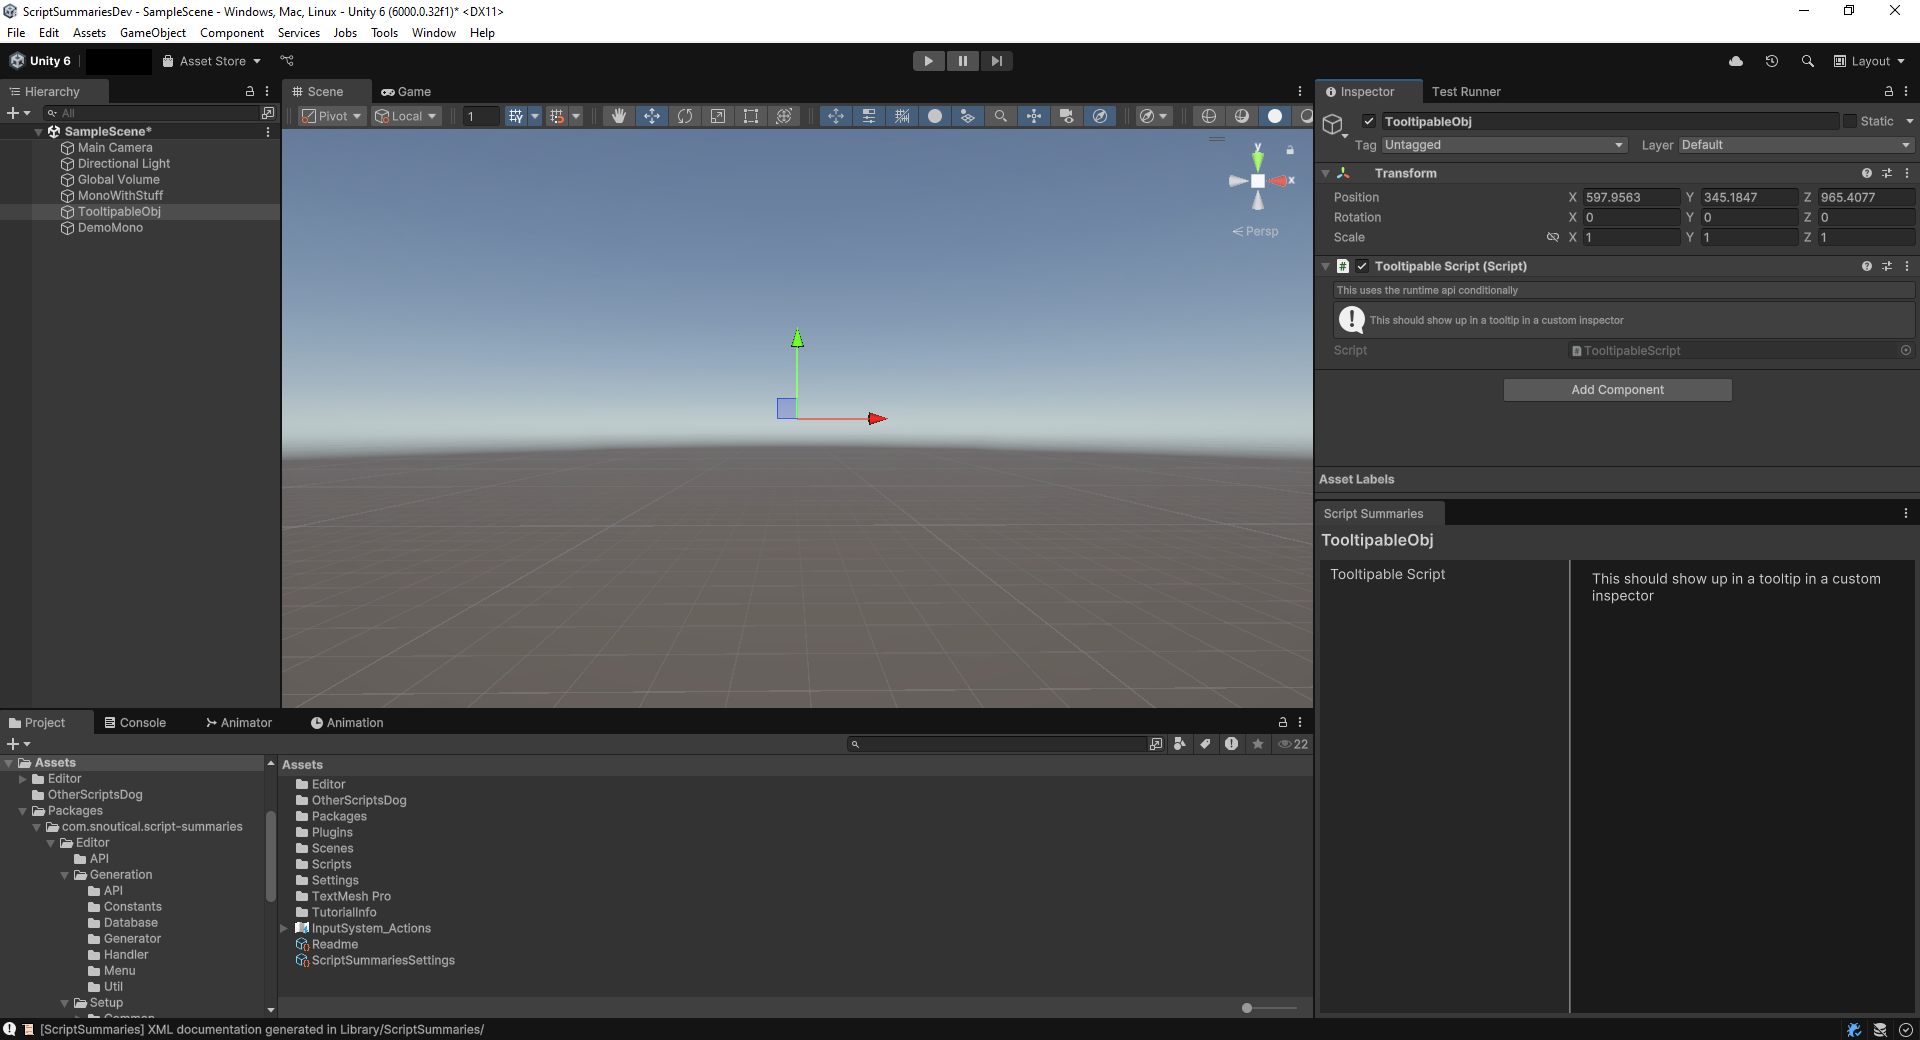 ScriptSummariesDev - SampleScene - Windows, Mac, Linux - Unity 6 (6000.0.32f1)* <DX11>
File Edit Assets GameObject Component Services Jobs Tools Window Help
Unity 6 Asset Store Layout
Hierarchy
All
SampleScene*
Main Camera
Directional Light
Global Volume
MonoWithStuff
TooltipableObj
DemoMono
Scene Game
Pivot Local 1
y
x
Persp
Inspector Test Runner
TooltipableObj Static
Tag Untagged Layer Default
Transform
Position X 597.9563 Y 345.1847 Z 965.4077
Rotation X 0 Y 0 Z 0
Scale X 1 Y 1 Z 1
# Tooltipable Script (Script)
This uses the runtime api conditionally
This should show up in a tooltip in a custom inspector
Script TooltipableScript
Add Component
Asset Labels
Script Summaries
TooltipableObj
Tooltipable Script
This should show up in a tooltip in a custom
inspector
Project Console Animator Animation
22
Assets
Editor
OtherScriptsDog
Packages
com.snoutical.script-summaries
Editor
API
Generation
API
Constants
Database
Generator
Handler
Menu
Util
Setup
Common
Assets
Editor
OtherScriptsDog
Packages
Plugins
Scenes
Scripts
Settings
TextMesh Pro
TutorialInfo
InputSystem_Actions
Readme
ScriptSummariesSettings
[ScriptSummaries] XML documentation generated in Library/ScriptSummaries/